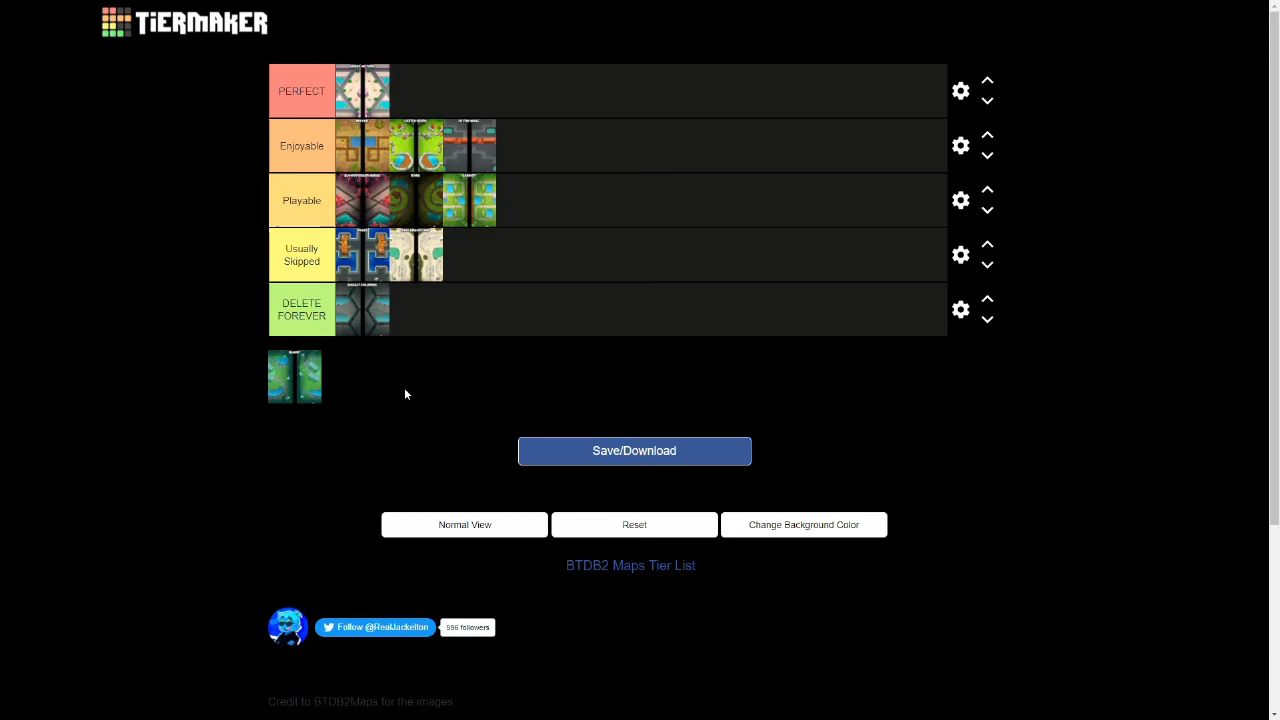 TiERMAKER
PERFECT
Enjoyable
Playable
Usually
Skipped
DELETE
FOREVER
Save/Download
Normal View
Reset
Change Background Color
BTDB2 Maps Tier List
Follow @RealJackelton
596 followers
Credit to BTDB2Maps for the images